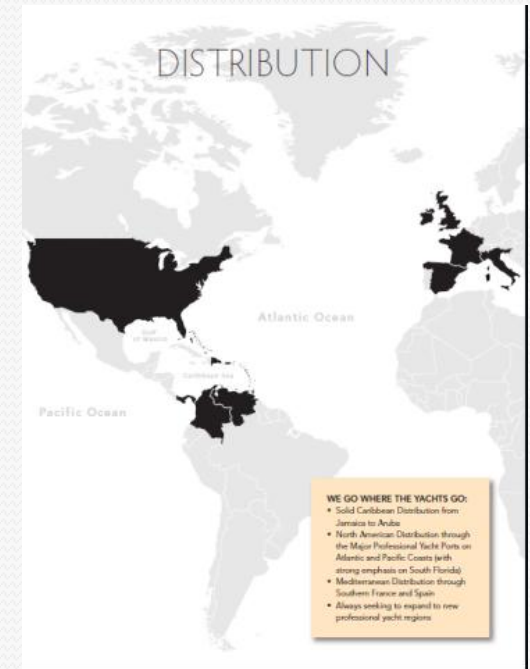 DISTRIBUTION
Atlantic Ocean
Gulf
of Mexico
Caribbean Sea
Pacific Ocean
WE GO WHERE THE YACHTS GO:
• Solid Caribbean Distribution from
Jamaica to Aruba
• North American Distribution through
the Major Professional Yacht Ports on
Atlantic and Pacific Coasts (with
strong emphasis on South Florida)
• Mediterranean Distribution through
Southern France and Spain
• Always seeking to expand to new
professional yacht regions